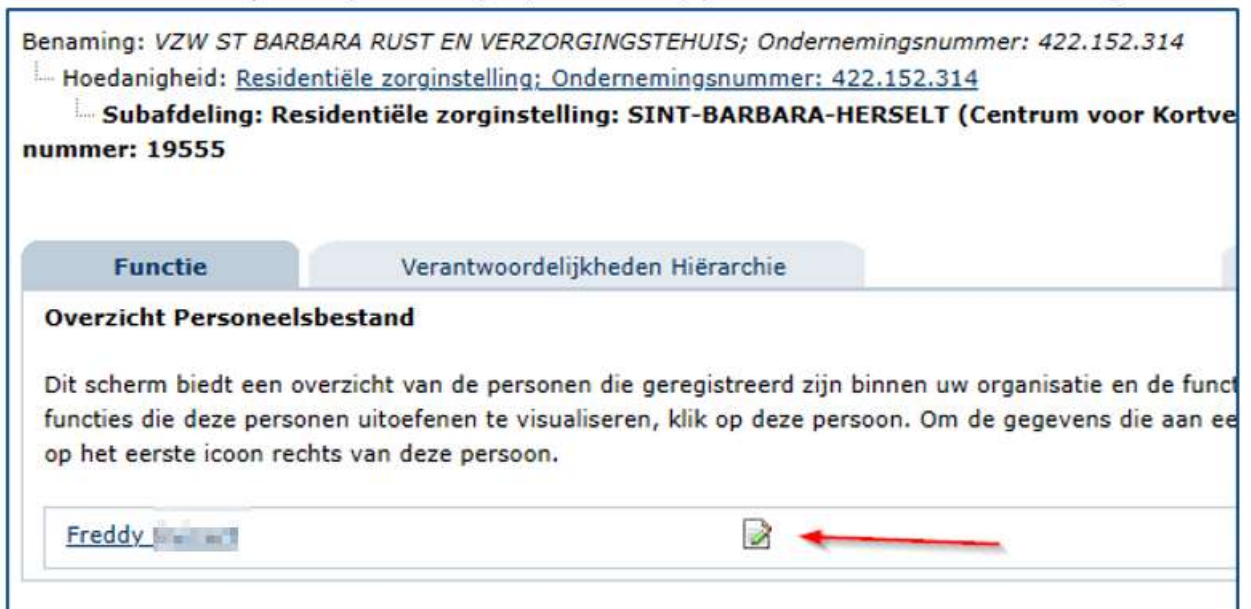 Benaming: VZW ST BARBARA RUST EN VERZORGINGSTEHUIS; Ondernemingsnummer: 422.152.314
Hoedanigheid: Residentiële zorginstelling; Ondernemingsnummer: 422.152.314
Subafdeling: Residentiële zorginstelling: SINT-BARBARA-HERSELT (Centrum voor Kortve
nummer: 19555
Functie Verantwoordelijkheden Hiërarchie
Overzicht Personeelsbestand
Dit scherm biedt een overzicht van de personen die geregistreerd zijn binnen uw organisatie en de funct
functies die deze personen uitoefenen te visualiseren, klik op deze persoon. Om de gegevens die aan ee
op het eerste icoon rechts van deze persoon.
Freddy